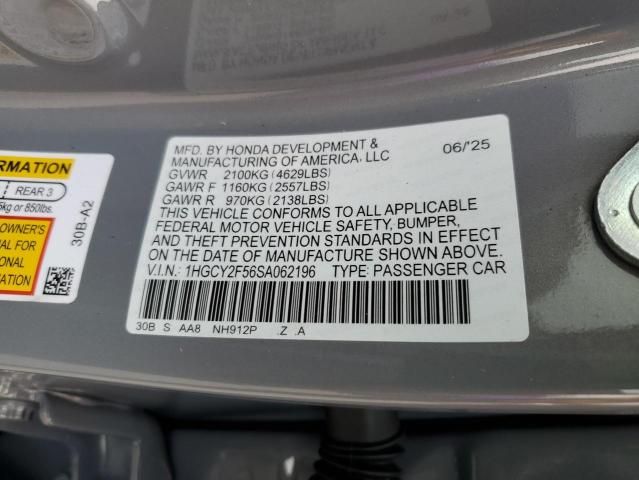 MFD. BY HONDA DEVELOPMENT & 06/25
MANUFACTURING OF AMERICA, LLC
GVWR 2100KG (4629LBS)
GAWR F 1160KG (2557LBS)
GAWR R 970KG (2138LBS)
THIS VEHICLE CONFORMS TO ALL APPLICABLE
FEDERAL MOTOR VEHICLE SAFETY, BUMPER,
AND THEFT PREVENTION STANDARDS IN EFFECT
ON THE DATE OF MANUFACTURE SHOWN ABOVE.
V.I.N.: 1HGCY2F56SA062196 TYPE: PASSENGER CAR
30B S AA8 NH912P .Z .A
REAR 3
kg or 850lbs.
OWNER'S
AL FOR
ONAL
30B-A2